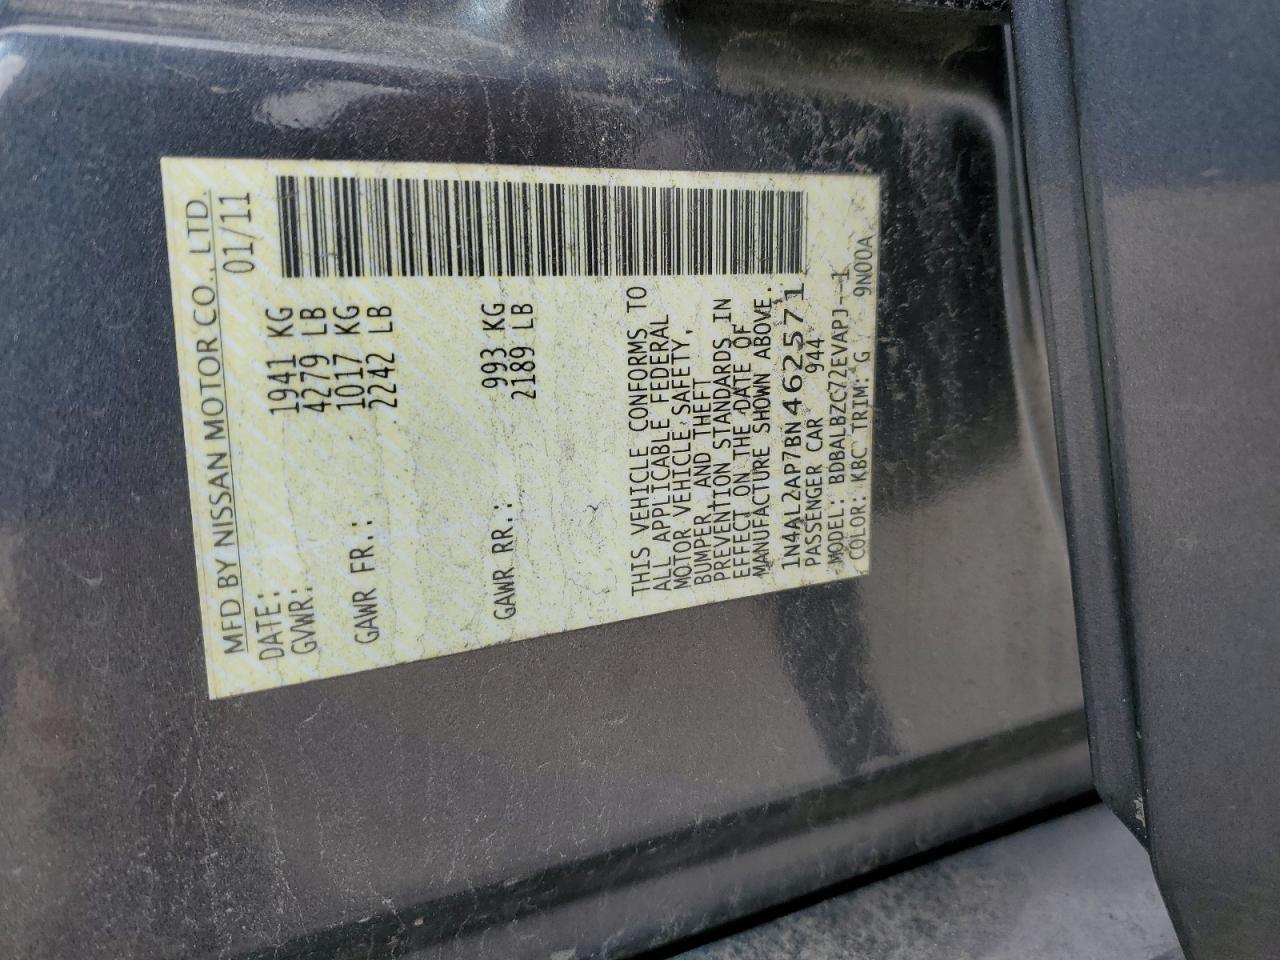 MFD BY NISSAN MOTOR CO., LTD.
DATE: 01/11
GVWR: 1941 KG
4279 LB
GAWR FR.: 1017 KG
2242 LB
GAWR RR.: 993 KG
2189 LB
THIS VEHICLE CONFORMS TO
ALL APPLICABLE FEDERAL
MOTOR VEHICLE SAFETY,
BUMPER AND THEFT
PREVENTION STANDARDS IN
EFFECT ON THE DATE OF
MANUFACTURE SHOWN ABOVE.
1N4AL2AP7BN462571
PASSENGER CAR 944
MODEL: BDBALBZC72EVAPJ--1
COLOR: KBC TRIM: G 9N00A